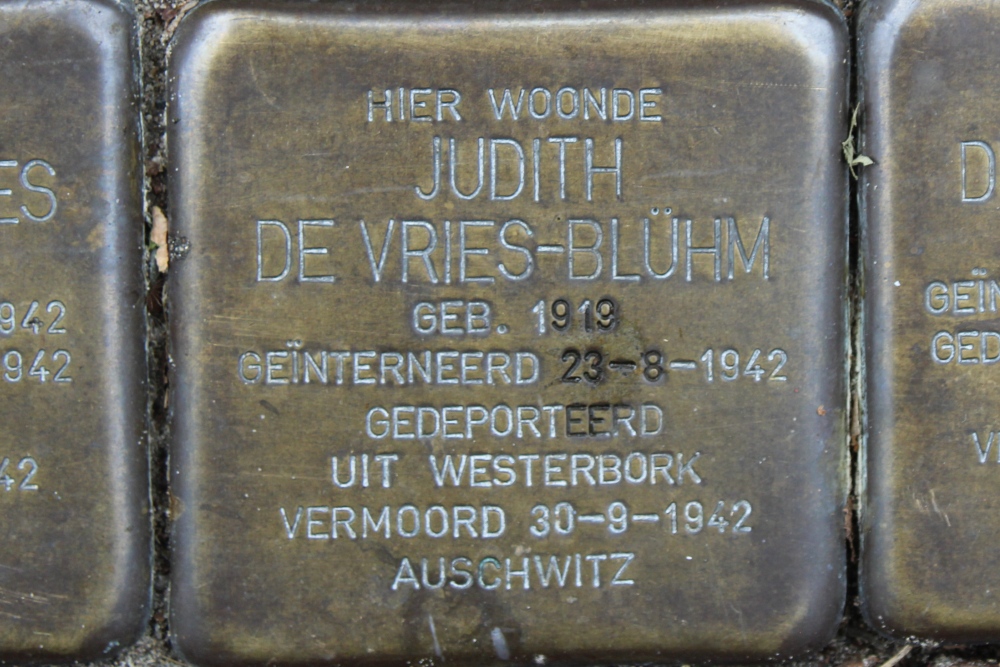 HIER WOONDE
JUDITH
DE VRIES-BLÜHM
GEB. 1919
GEÏNTERNEERD 23-8-1942
GEDEPORTEERD
UIT WESTERBORK
VERMOORD 30-9-1942
AUSCHWITZ